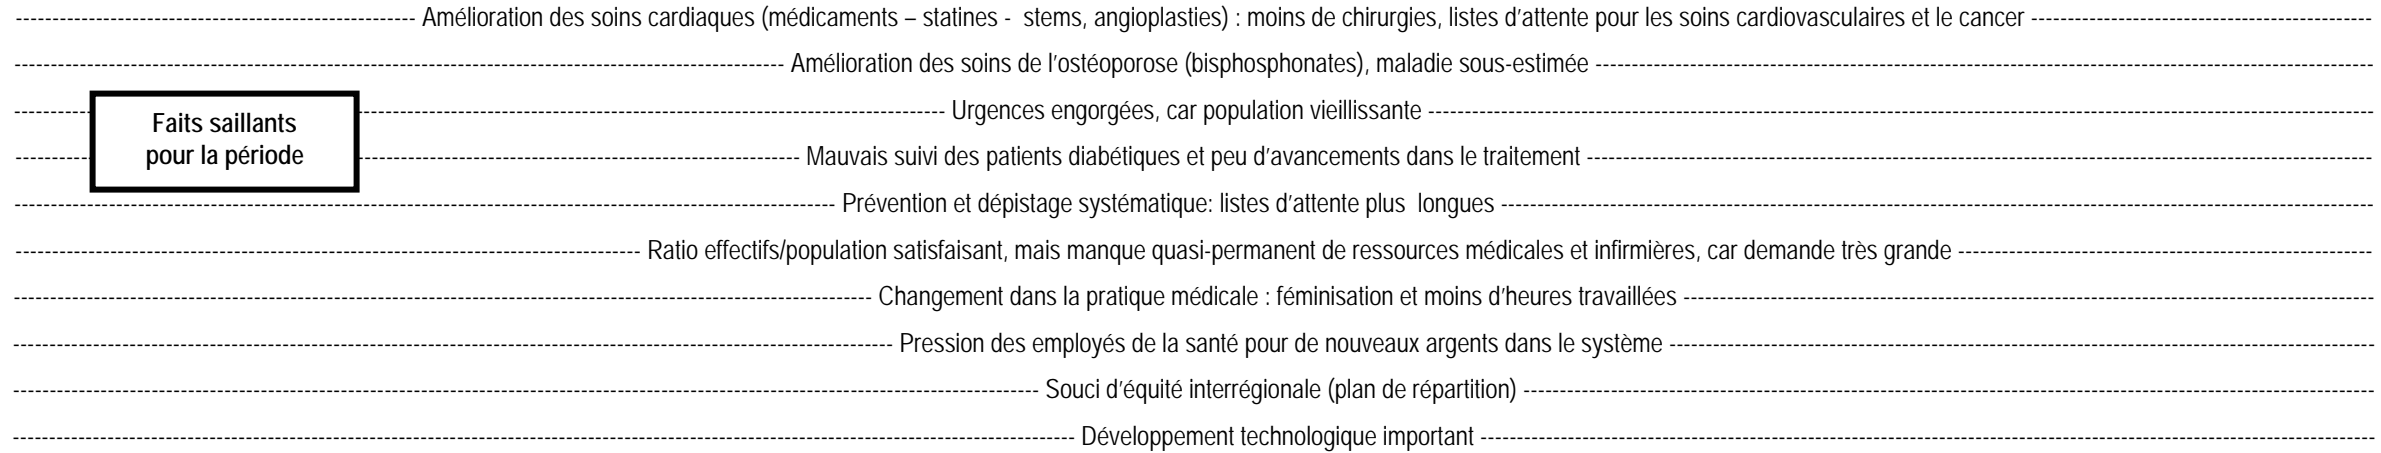 Amélioration des soins cardiaques (médicaments – statines - stems, angioplasties) : moins de chirurgies, listes d'attente pour les soins cardiovasculaires et le cancer
Amélioration des soins de l'ostéoporose (bisphosphonates), maladie sous-estimée
Urgences engorgées, car population vieillissante
Faits saillants
pour la période
Mauvais suivi des patients diabétiques et peu d'avancements dans le traitement
Prévention et dépistage systématique: listes d'attente plus longues
Ratio effectifs/population satisfaisant, mais manque quasi-permanent de ressources médicales et infirmières, car demande très grande
Changement dans la pratique médicale : féminisation et moins d'heures travaillées
Pression des employés de la santé pour de nouveaux argents dans le système
Souci d'équité interrégionale (plan de répartition)
Développement technologique important